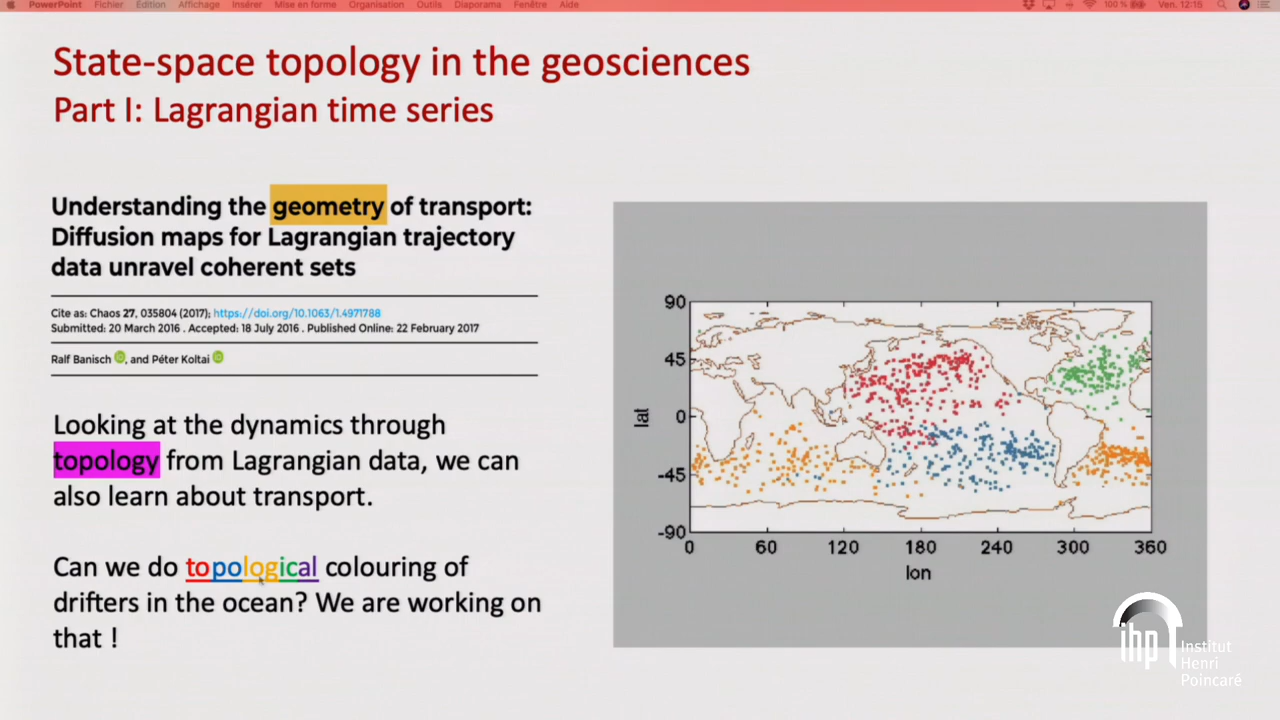 PowerPoint Fichier Édition Affichage Insérer Mise en forme Organisation Outils Diaporama Fenêtre Aide 100 % Ven. 12:16
State-space topology in the geosciences
Part I: Lagrangian time series
Understanding the geometry of transport:
Diffusion maps for Lagrangian trajectory
data unravel coherent sets
Cite as: Chaos 27, 035804 (2017); https://doi.org/10.1063/1.4971788
Submitted: 20 March 2016 . Accepted: 18 July 2016 . Published Online: 22 February 2017
Ralf Banisch iD, and Péter Koltai iD
Looking at the dynamics through
topology from Lagrangian data, we can
also learn about transport.
Can we do topological colouring of
drifters in the ocean? We are working on
that !
90
45
0
-45
-90
lat
0 60 120 180 240 300 360
lon
ihp Institut
Henri
Poincaré